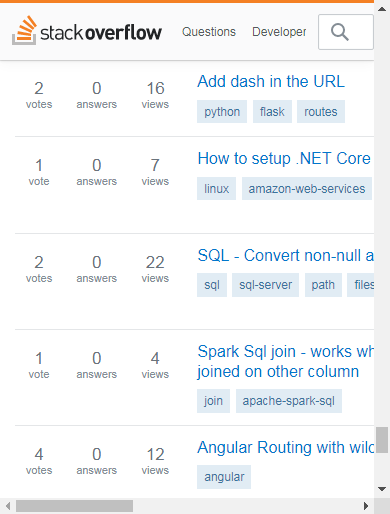 stackoverflow Questions Developer
2 0 16 Add dash in the URL
votes answers views
python flask routes
1 0 7 How to setup .NET Core
vote answers views
linux amazon-web-services
2 0 22 SQL - Convert non-null a
votes answers views
sql sql-server path files
1 0 4 Spark Sql join - works wh
vote answers views joined on other column
join apache-spark-sql
4 0 12 Angular Routing with wild
votes answers views
angular